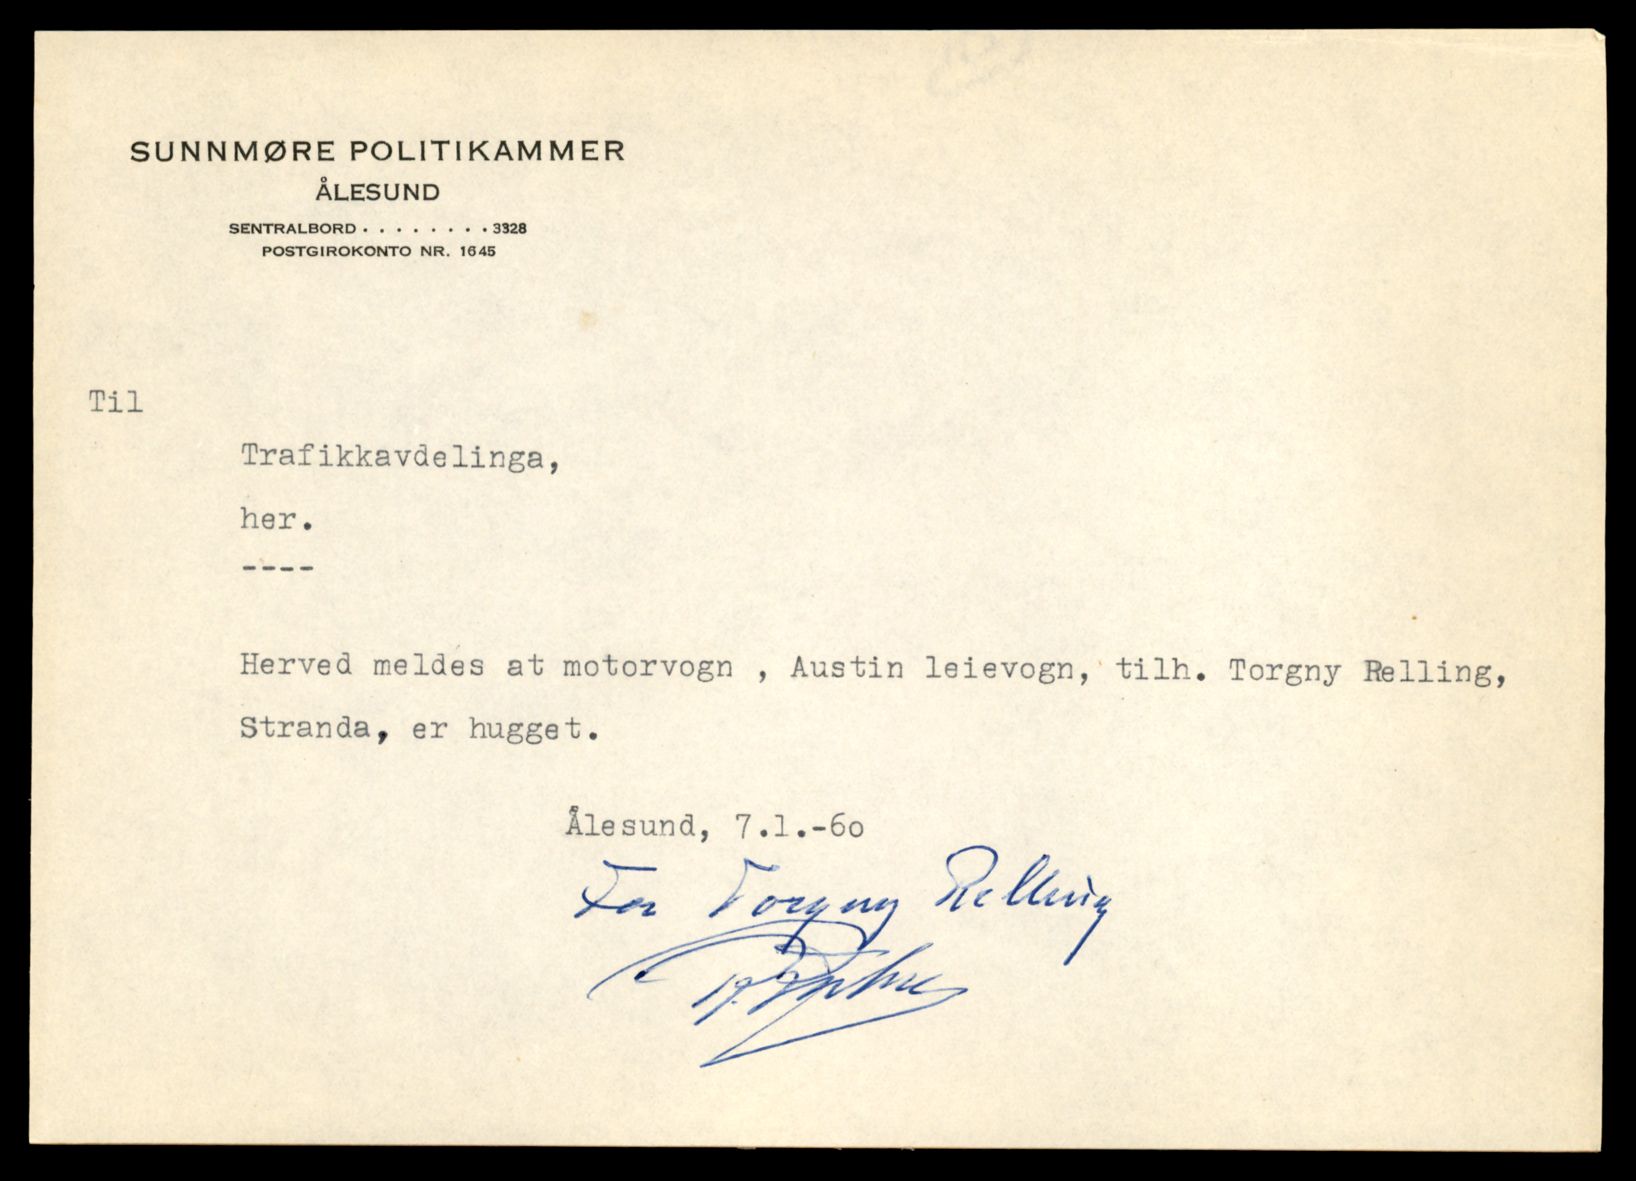 SUNNMØRE POLITIKAMMER
ÅLESUND
SENTRALBORD . . . . . . . . 3328
POSTGIROKONTO NR. 1645
Til
Trafikkavdelinga,
her.
----
Herved meldes at motorvogn , Austin leievogn, tilh. Torgny Relling,
Stranda, er hugget.
Ålesund, 7.1.-6o
For Torgny Relling